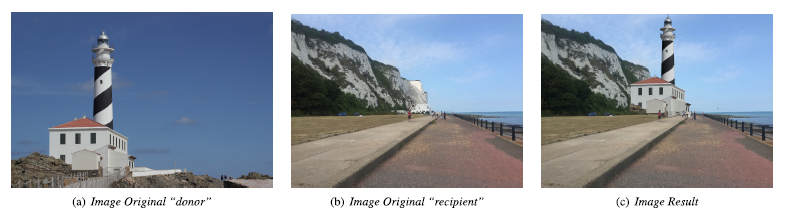 (a) Image Original “donor”
(b) Image Original “recipient”
(c) Image Result